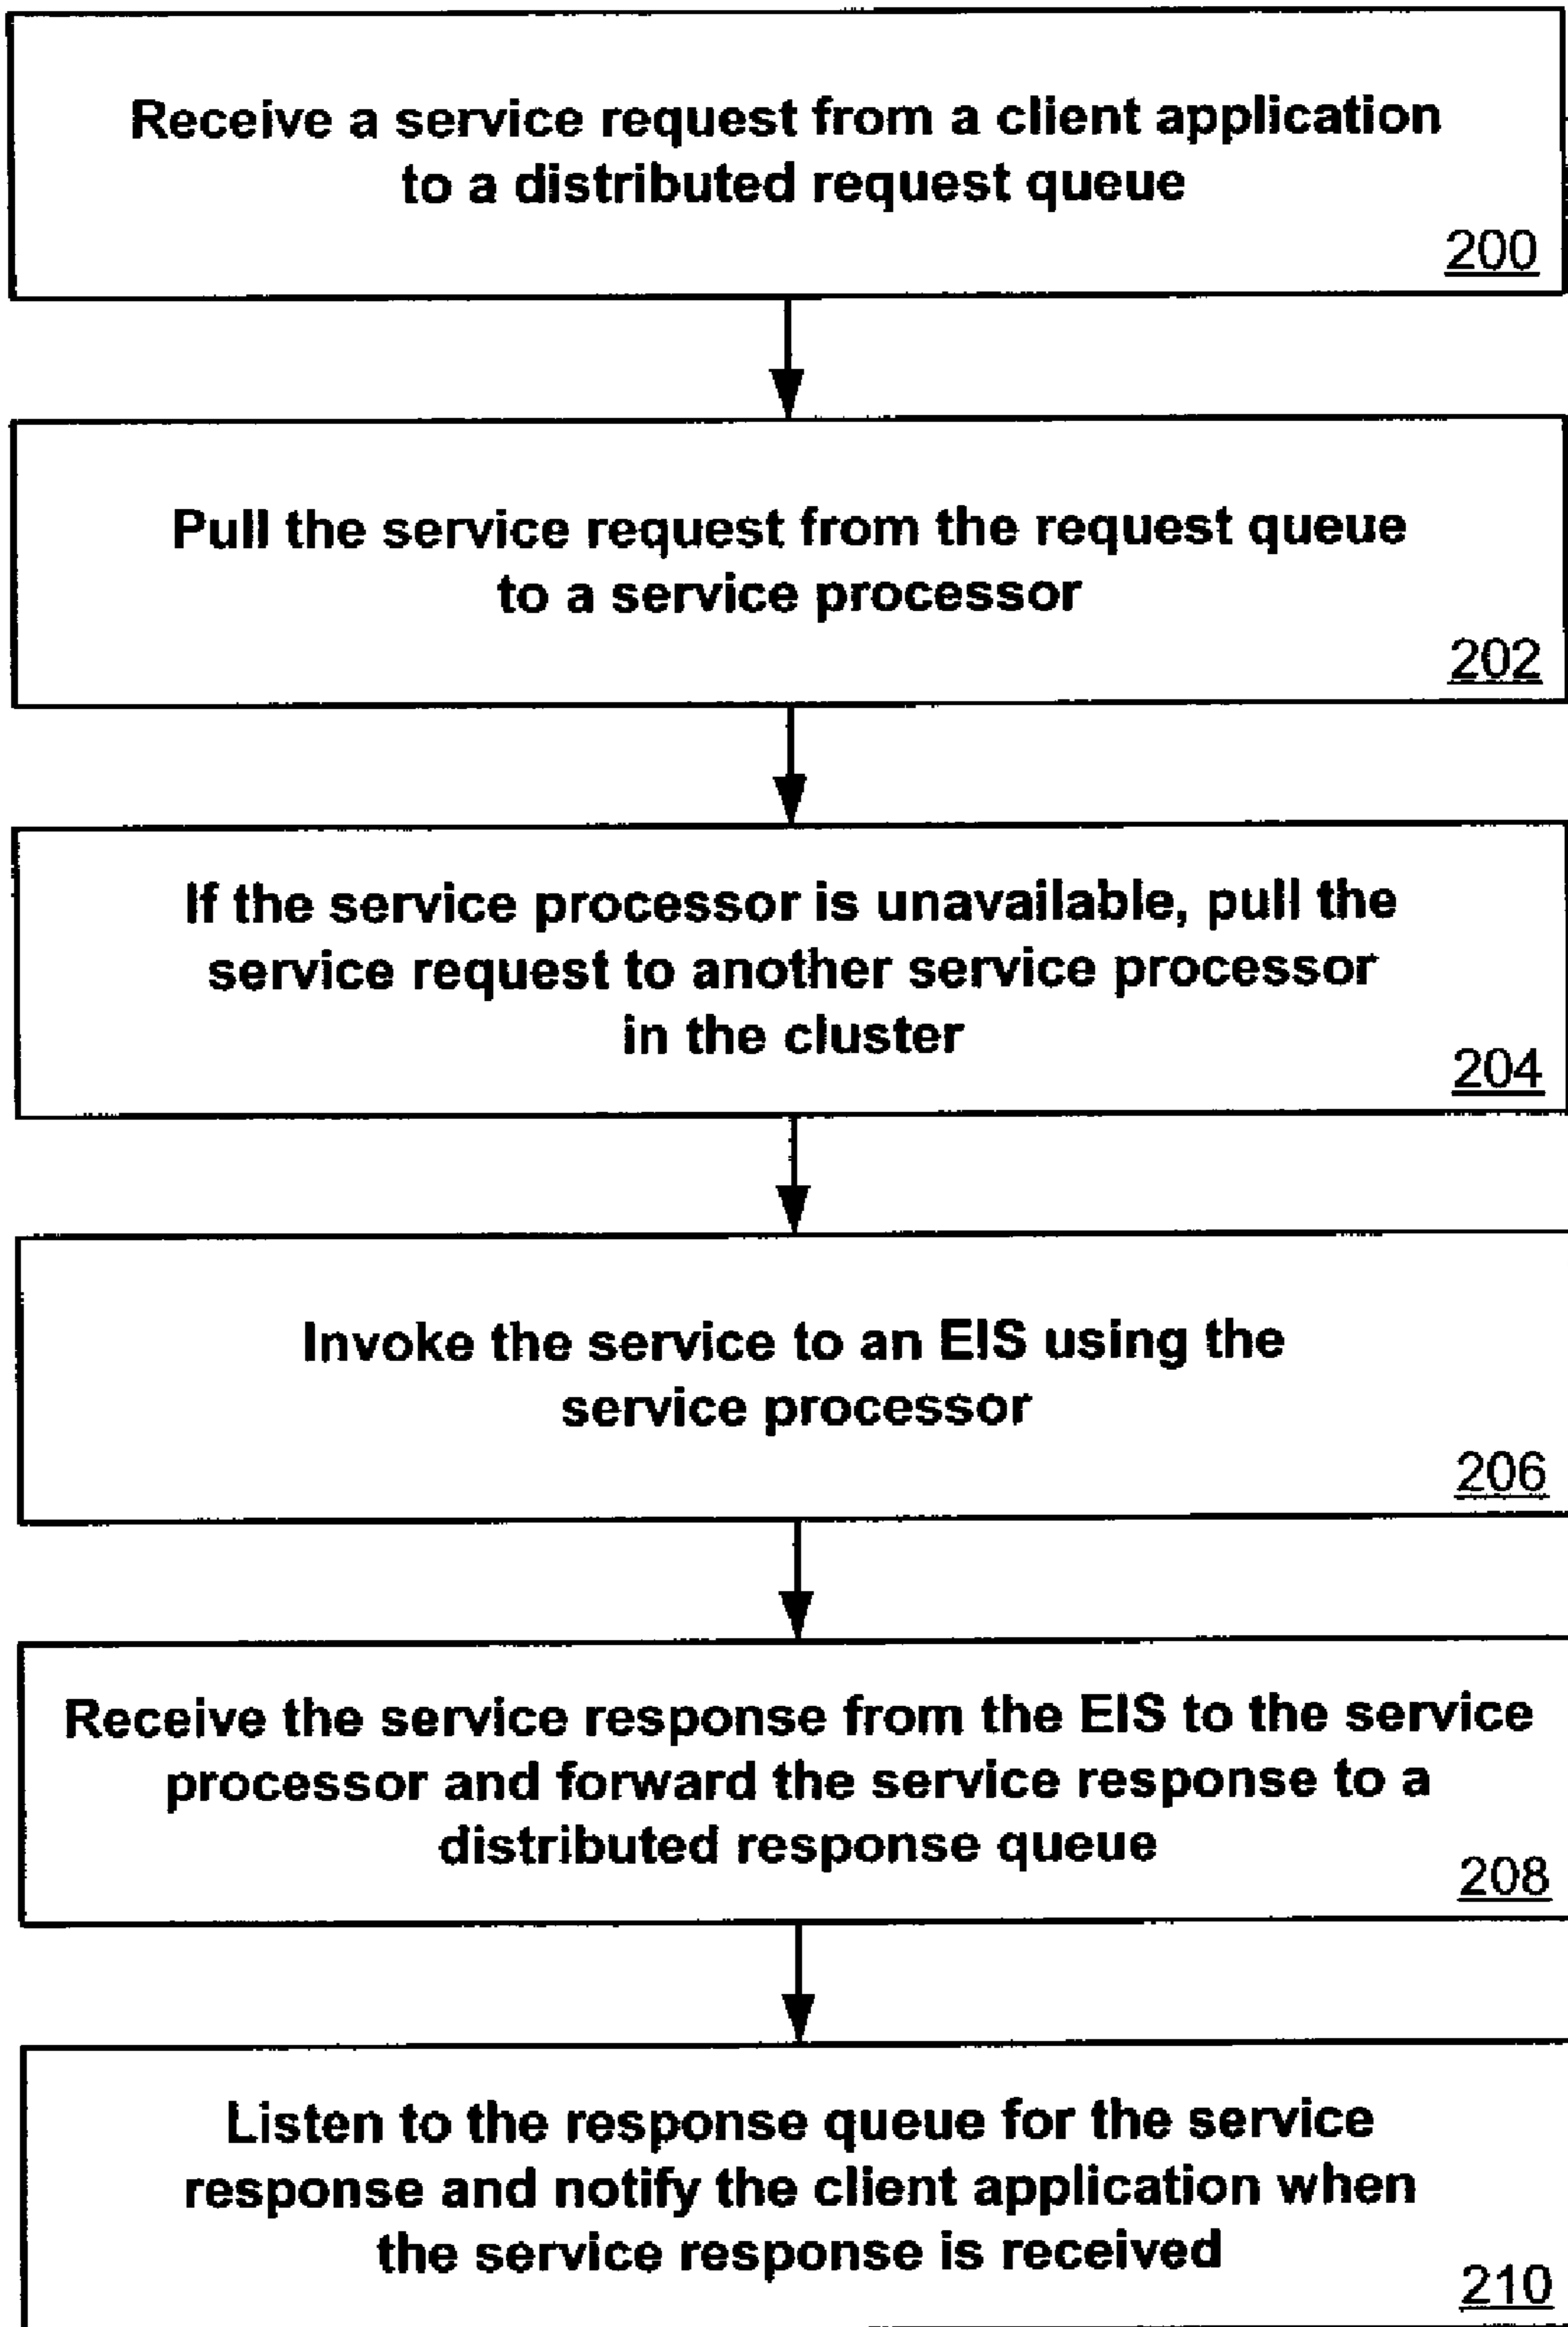 Receive a service request from a client application
to a distributed request queue
200
Pull the service request from the request queue
to a service processor
202
If the service processor is unavailable, pull the
service request to another service processor
in the cluster
204
Invoke the service to an EIS using the
service processor
206
Receive the service response from the EIS to the service
processor and forward the service response to a
distributed response queue
208
Listen to the response queue for the service
response and notify the client application when
the service response is received
210